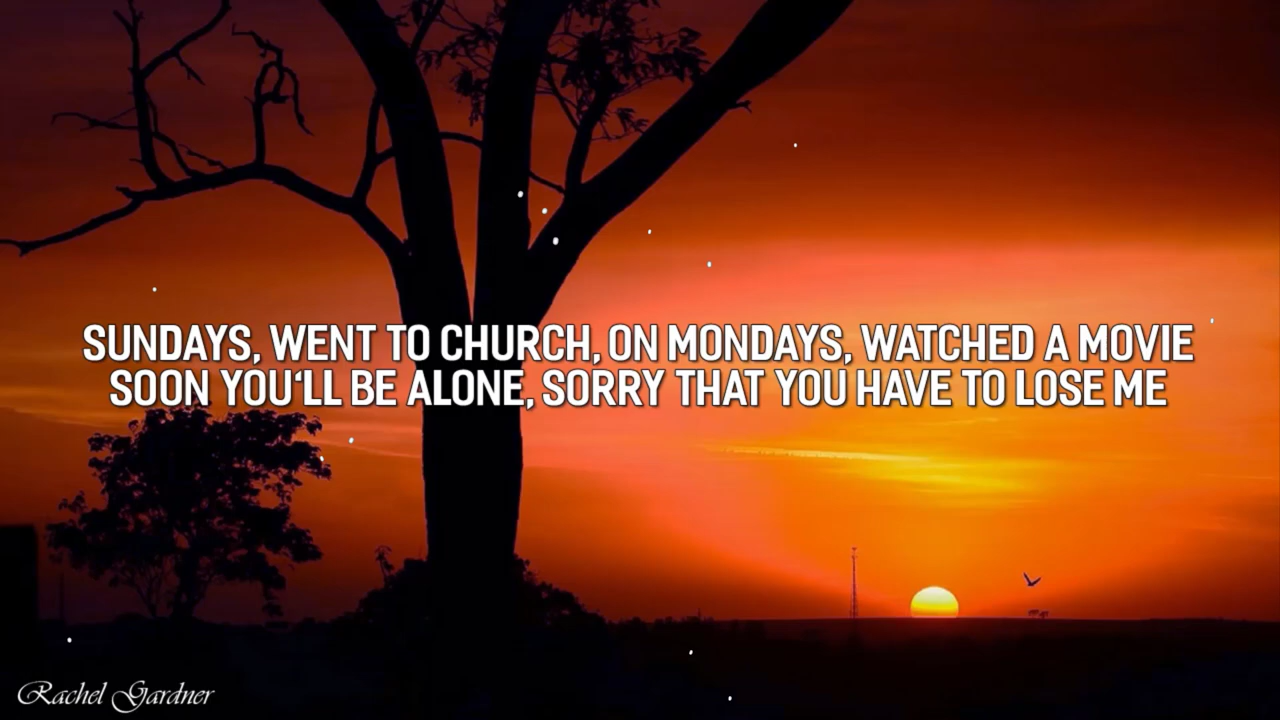 SUNDAYS, WENT TO CHURCH, ON MONDAYS, WATCHED A MOVIE
SOON YOU‘LL BE ALONE, SORRY THAT YOU HAVE TO LOSE ME
Rachel Gardner